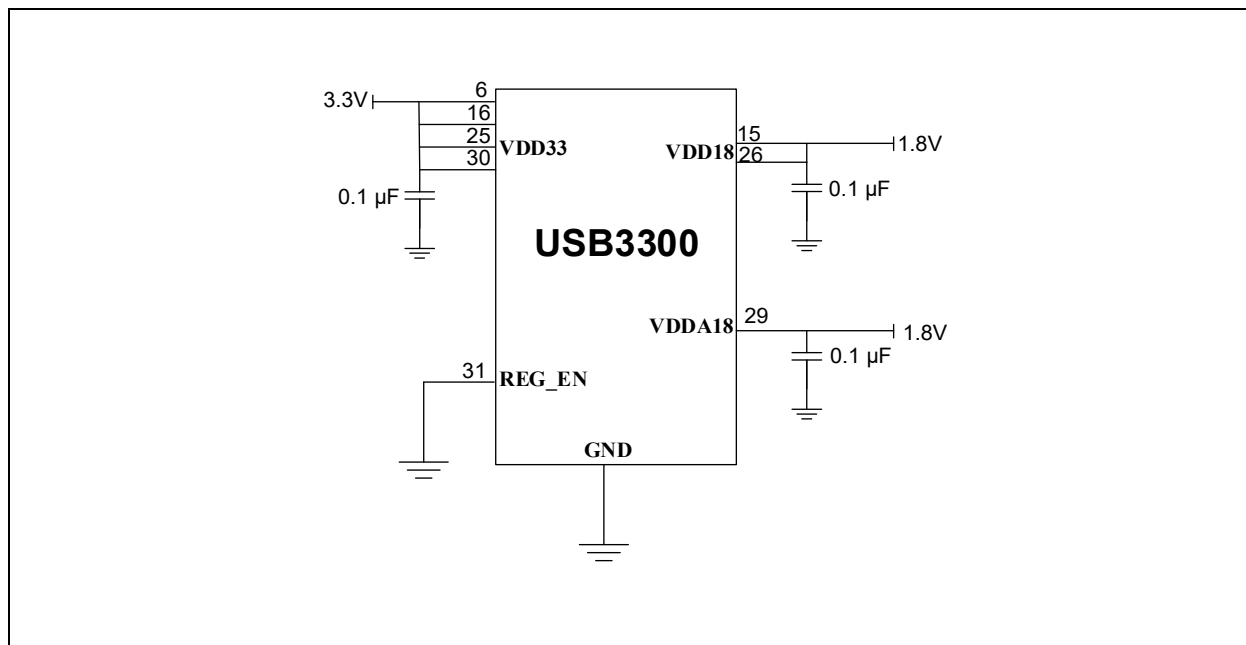 3.3V
6
16
25
30
VDD33
0.1 µF
15
VDD18
26
1.8V
0.1 µF
USB3300
29
VDDA18
1.8V
0.1 µF
31
REG_EN
GND